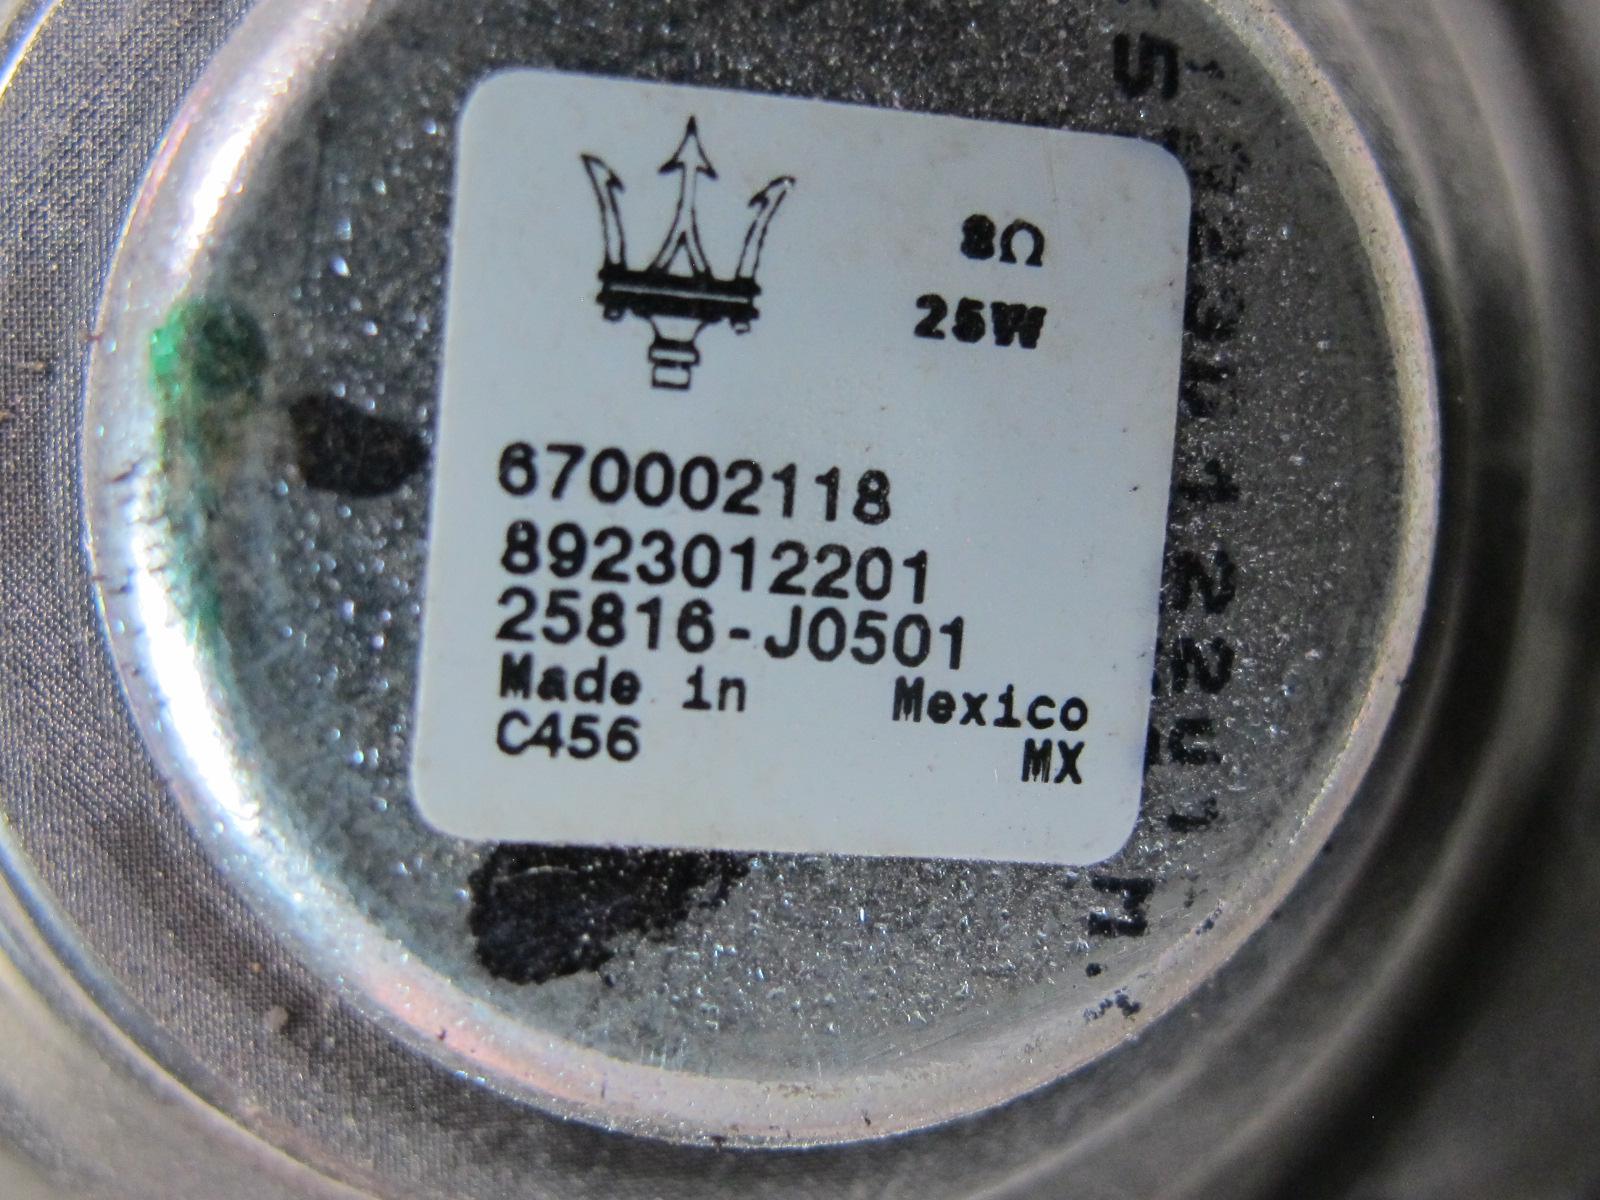 8Ω
25W
670002118
8923012201
25816-J0501
Made in Mexico
C456 MX